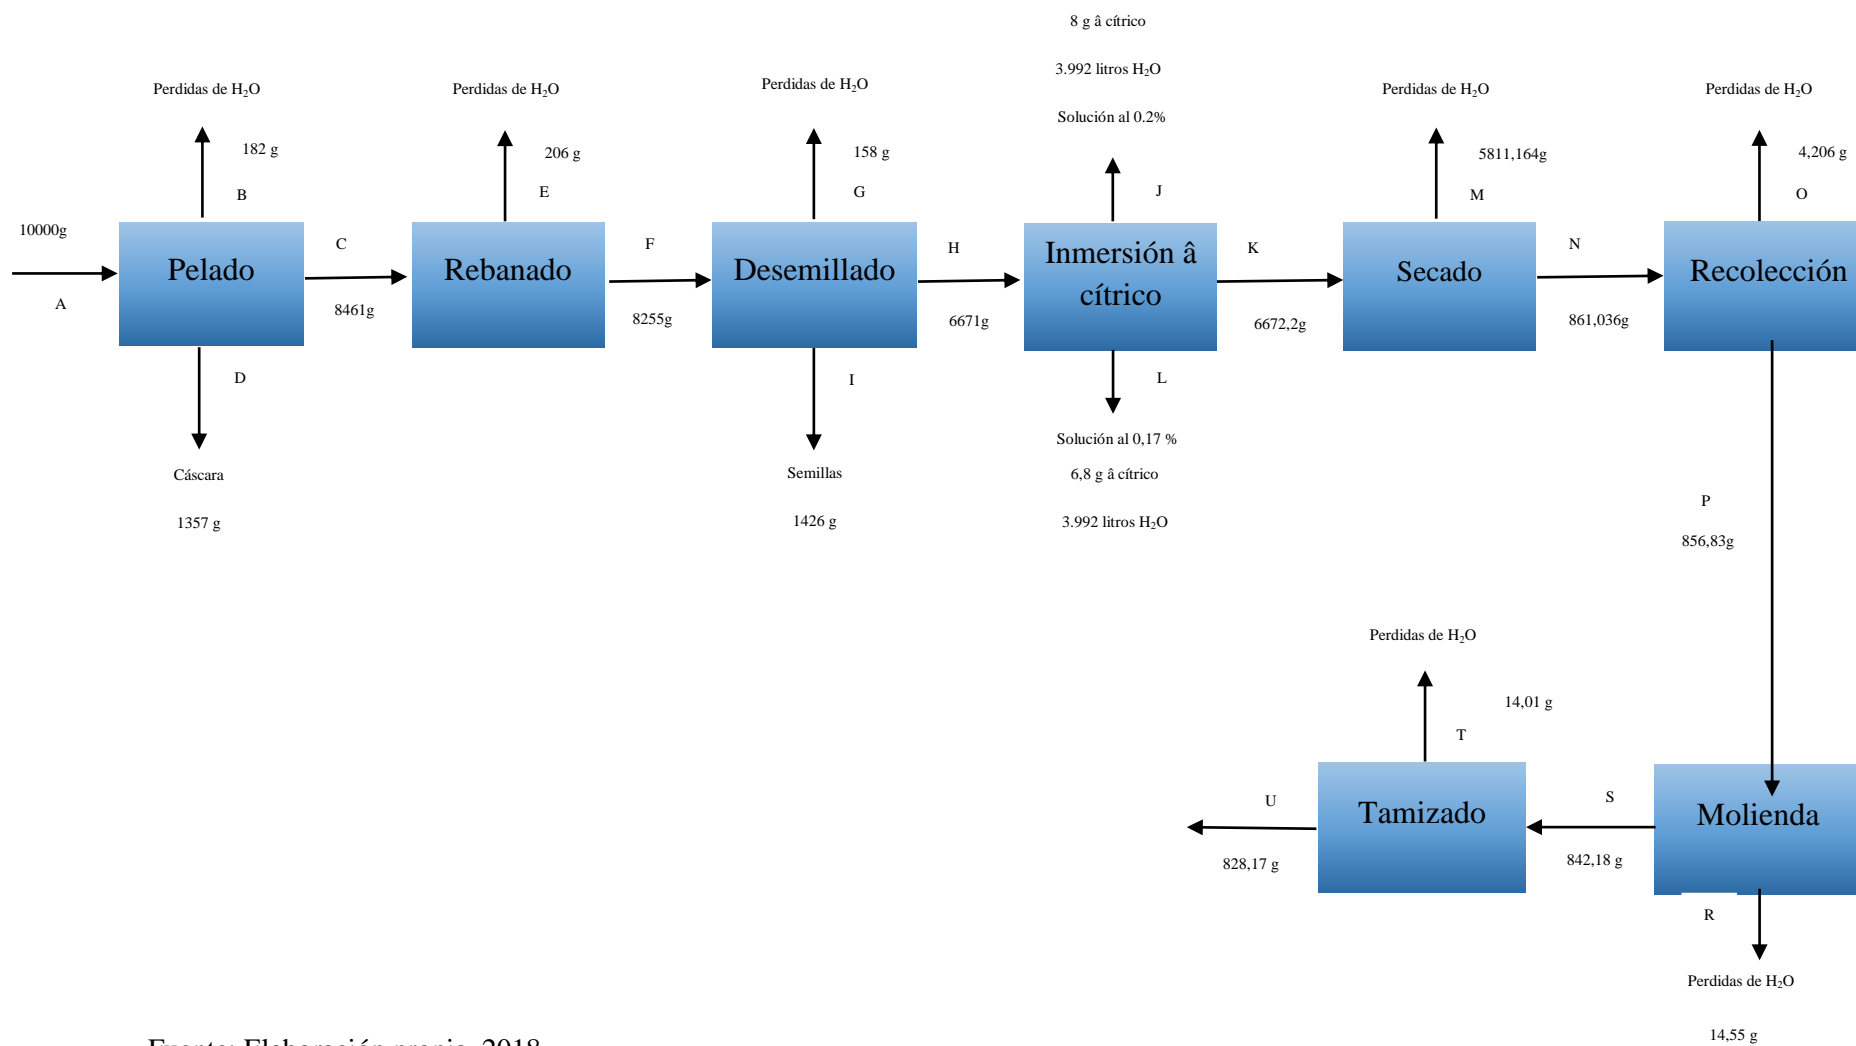 8 g â cítrico
3.992 litros H₂O
Solución al 0.2%
Perdidas de H₂O
Perdidas de H₂O
Perdidas de H₂O
Perdidas de H₂O
Perdidas de H₂O
182 g
206 g
158 g
5811,164g
4,206 g
B
E
G
J
M
O
10000g
A
Pelado
C
8461g
Rebanado
F
8255g
Desemillado
H
6671g
Inmersión â
cítrico
K
6672,2g
Secado
N
861,036g
Recolección
D
Cáscara
1357 g
I
Semillas
1426 g
L
Solución al 0,17 %
6,8 g â cítrico
3.992 litros H₂O
P
856,83g
Perdidas de H₂O
14,01 g
T
U
828,17 g
Tamizado
S
842,18 g
Molienda
R
Perdidas de H₂O
14,55 g
Fuente: Elaboración propia, 2018